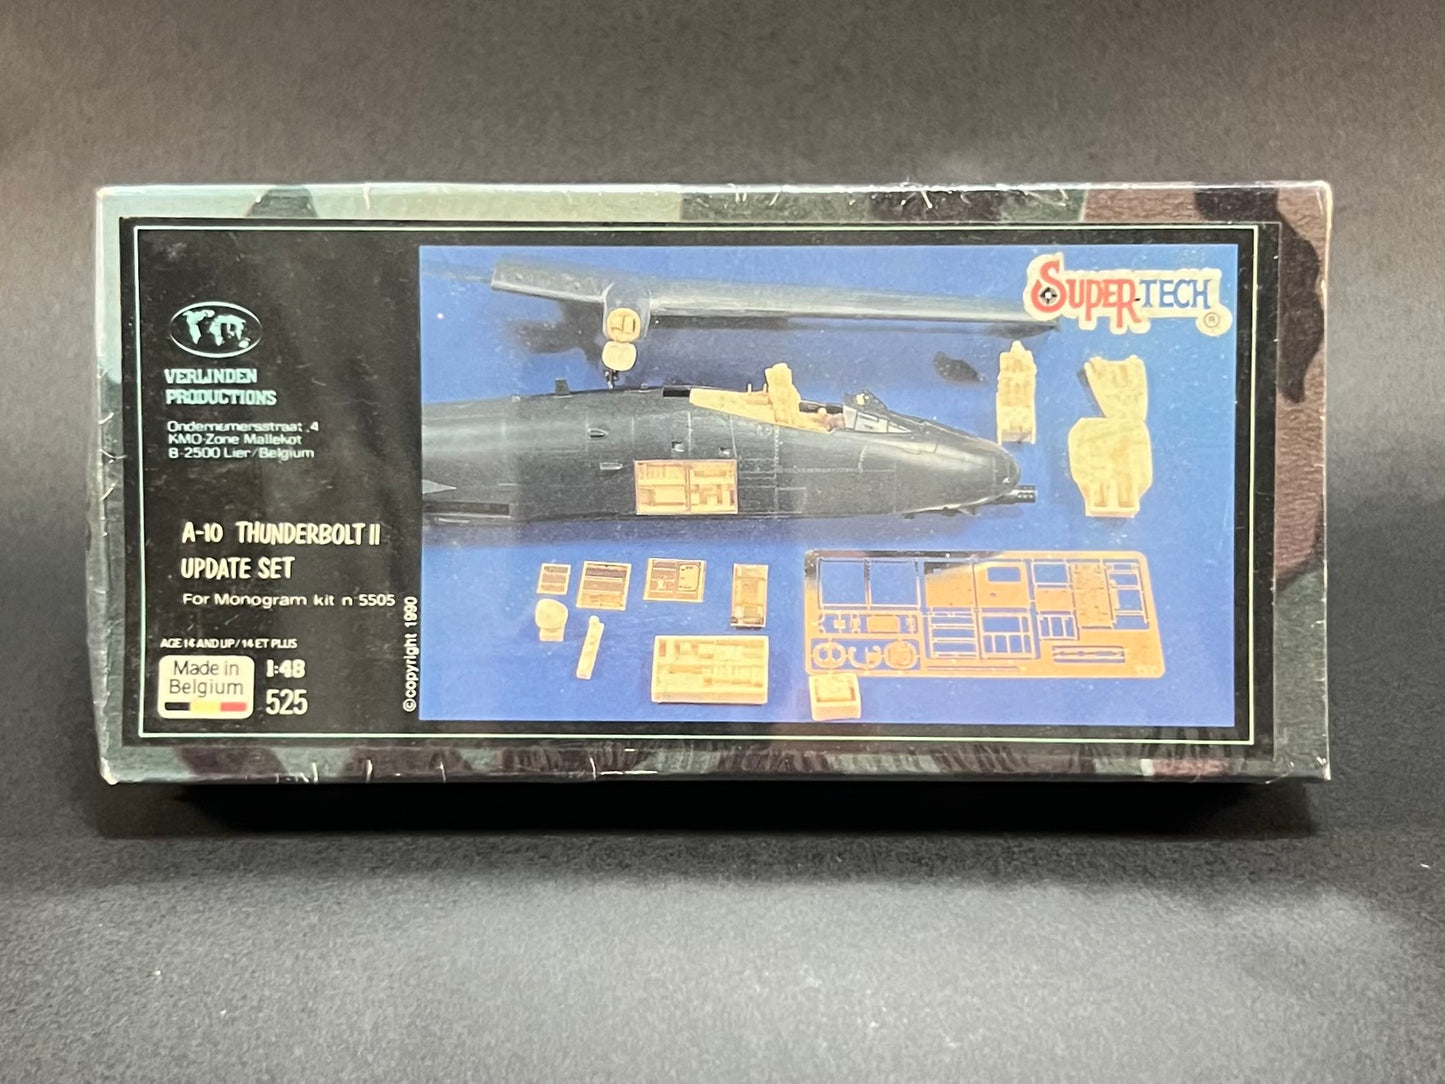 VERLINDEN
PRODUCTIONS
Ondernemersstraat,4
KMO-Zone Mallekot
B-2500 Lier/Belgium
A-10 THUNDERBOLT II
UPDATE SET
For Monogram kit n 5505
AGE 14 AND UP/14 ET PLUS
Made in
Belgium
1:48
525
©copyright 1990
SUPER-TECH
®